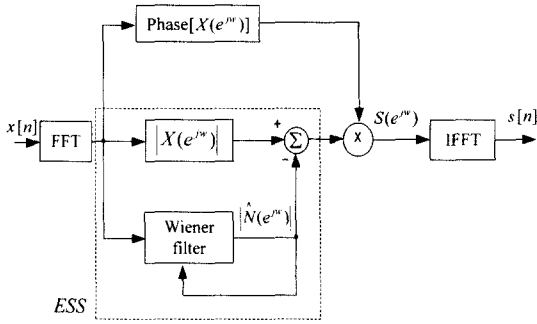 Phase[X(e^{jw})]
x[n]
FFT
|X(e^{jw})|
+
Σ
-
x
S(e^{jw})
IFFT
s[n]
Wiener
filter
|N̂(e^{jw})|
ESS